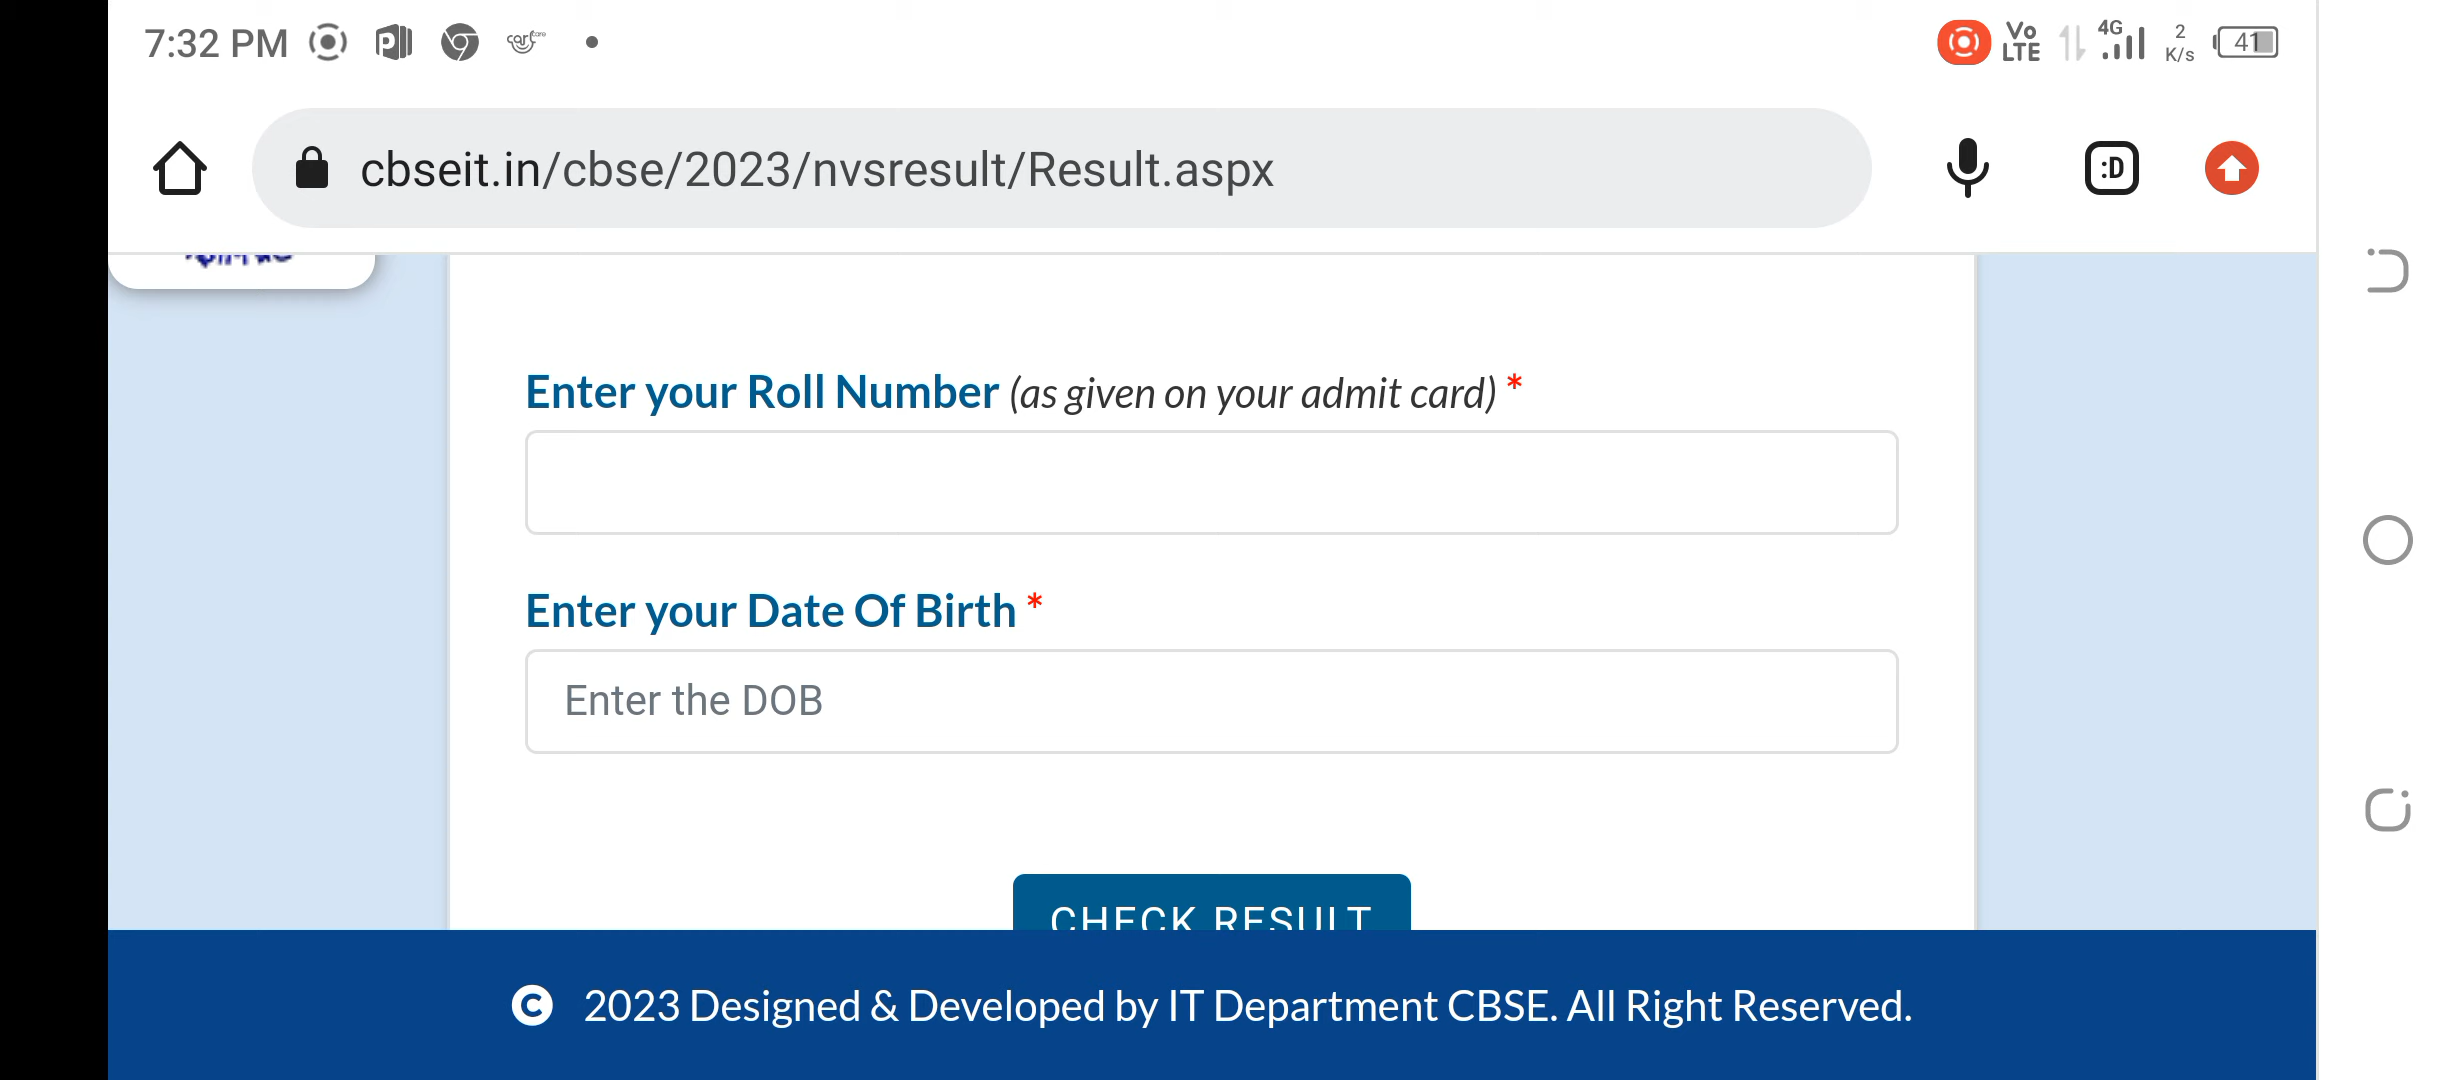 7:32 PM
Vo LTE 4G 2 K/s 41
cbseit.in/cbse/2023/nvsresult/Result.aspx
:D
Enter your Roll Number (as given on your admit card) *
Enter your Date Of Birth *
Enter the DOB
CHECK RESULT
2023 Designed & Developed by IT Department CBSE. All Right Reserved.